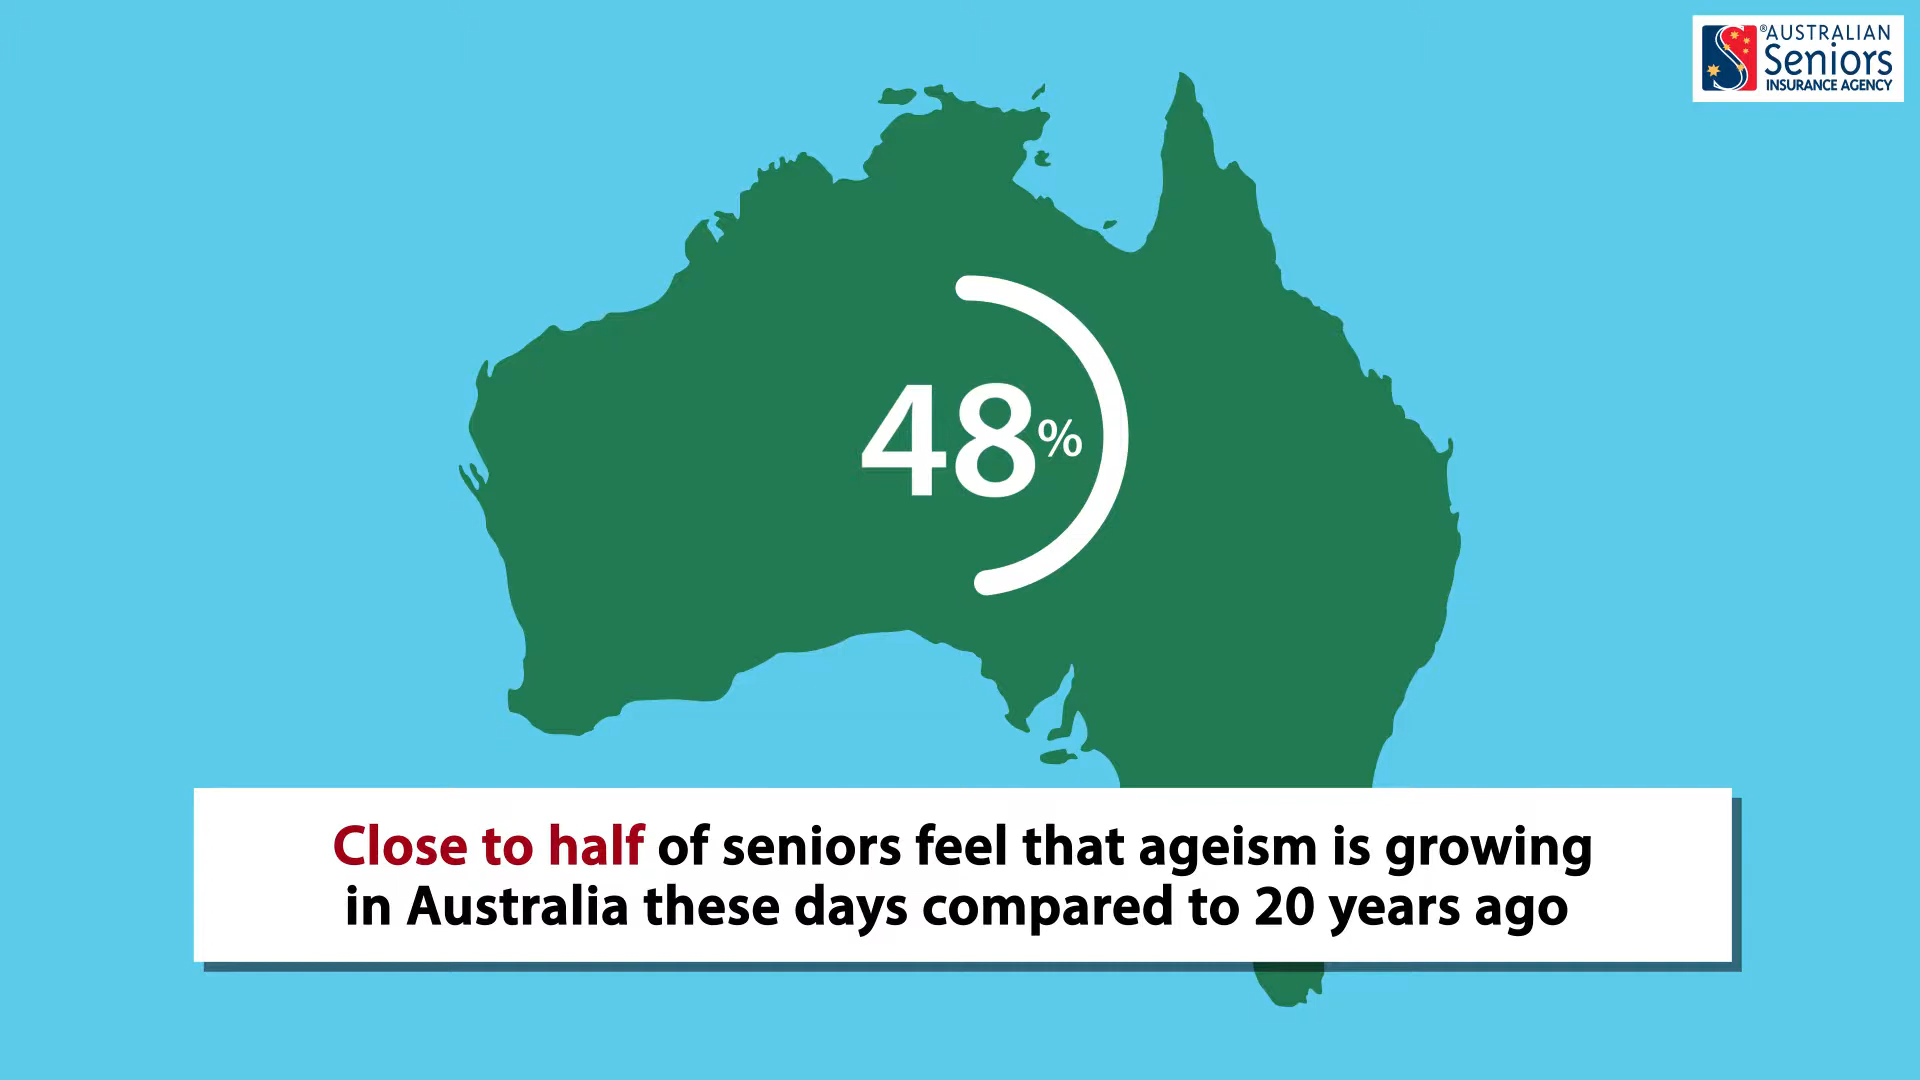 ®AUSTRALIAN
Seniors
INSURANCE AGENCY
48%
Close to half of seniors feel that ageism is growing
in Australia these days compared to 20 years ago